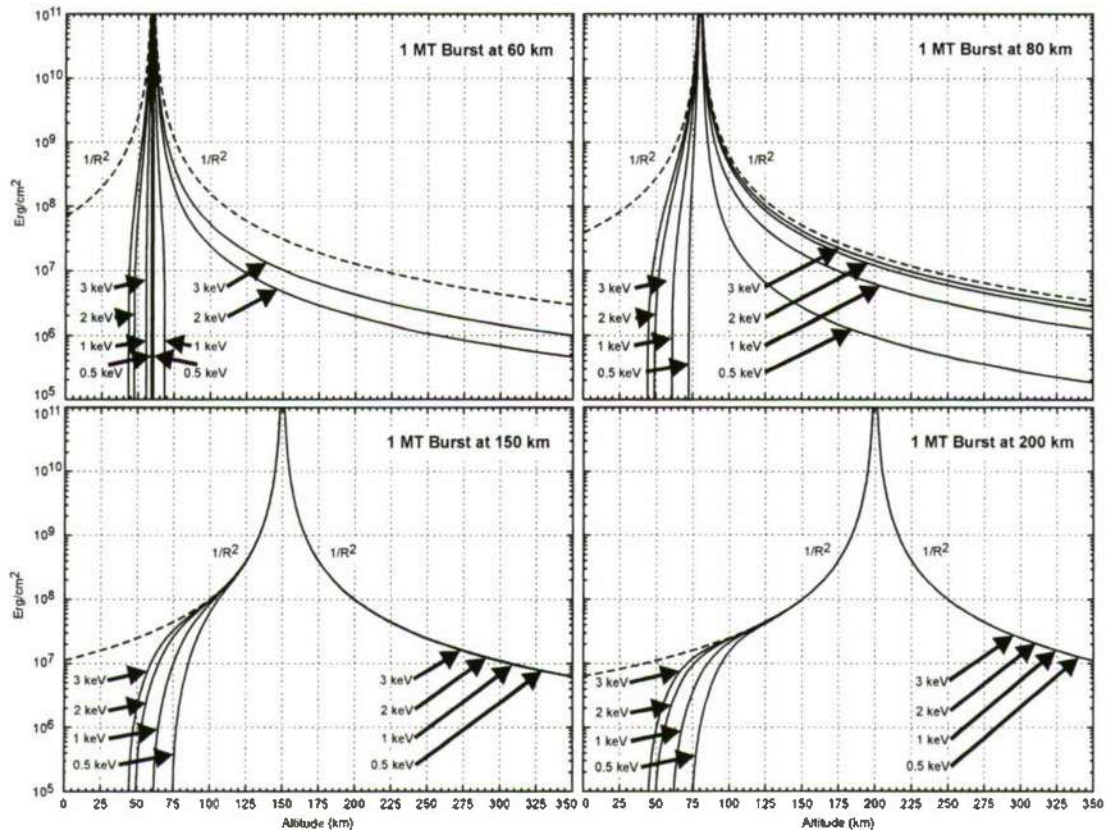 1 MT Burst at 60 km
10¹¹
10¹⁰
10⁹
10⁸
10⁷
10⁶
10⁵
Erg/cm²
1/R²
1/R²
3 keV
2 keV
1 keV
0.5 keV
3 keV
2 keV
1 keV
0.5 keV
1 MT Burst at 80 km
1/R²
1/R²
3 keV
2 keV
1 keV
0.5 keV
3 keV
2 keV
1 keV
0.5 keV
1 MT Burst at 150 km
10¹¹
10¹⁰
10⁹
10⁸
10⁷
10⁶
10⁵
Erg/cm²
1/R²
1/R²
3 keV
2 keV
1 keV
0.5 keV
3 keV
2 keV
1 keV
0.5 keV
0 25 50 75 100 125 150 175 200 225 250 275 300 325 350
Altitude (km)
1 MT Burst at 200 km
1/R²
1/R²
3 keV
2 keV
1 keV
0.5 keV
3 keV
2 keV
1 keV
0.5 keV
0 25 50 75 100 125 150 175 200 225 250 275 300 325 350
Altitude (km)